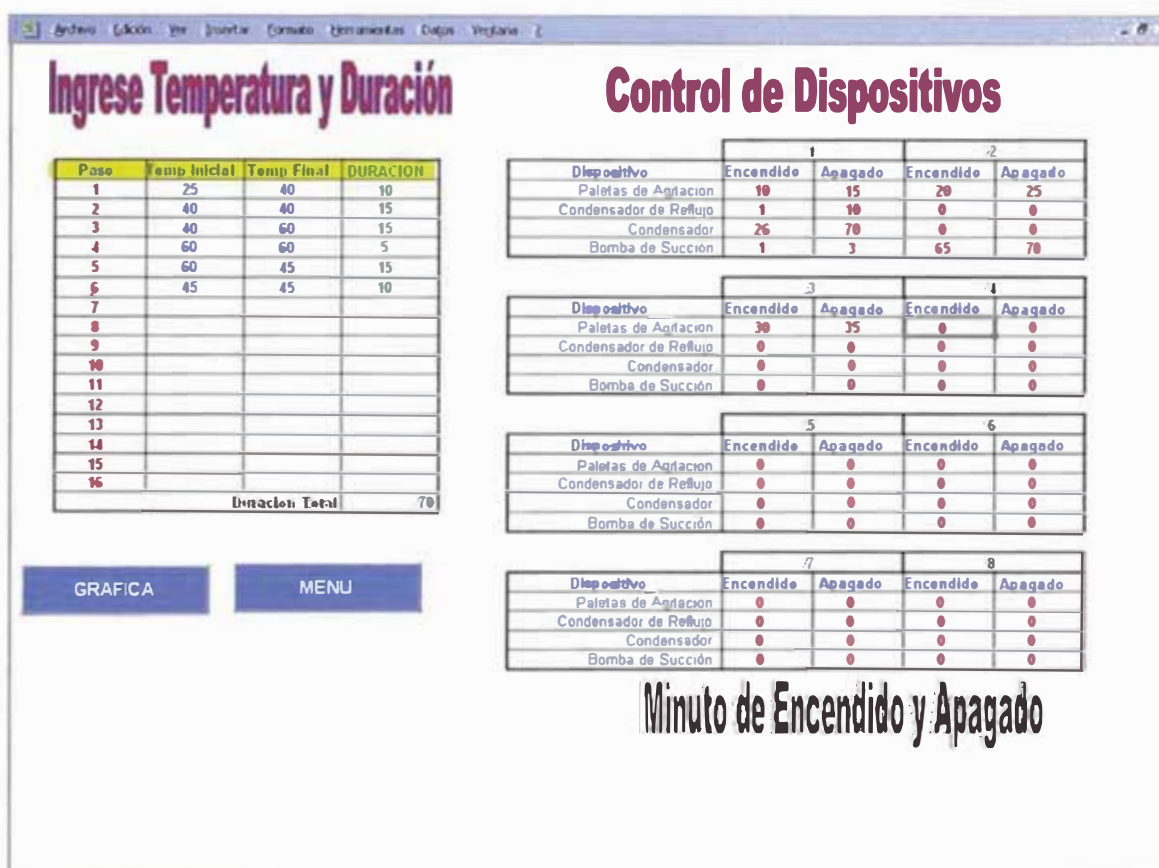 Archivo Edición Ver Insertar Formato Herramientas Datos Ventana ?
Ingrese Temperatura y Duración
Paso Temp Inicial Temp Final DURACION
1 25 40 10
2 40 40 15
3 40 60 15
4 60 60 5
5 60 45 15
6 45 45 10
7
8
9
10
11
12
13
14
15
16
Duracion Total 70
GRAFICA MENU
Control de Dispositivos
1 2
Dispositivo Encendido Apagado Encendido Apagado
Paletas de Agitacion 10 15 20 25
Condensador de Reflujo 1 10 0 0
Condensador 26 70 0 0
Bomba de Succión 1 3 65 70
3 4
Dispositivo Encendido Apagado Encendido Apagado
Paletas de Agitacion 30 35 0 0
Condensador de Reflujo 0 0 0 0
Condensador 0 0 0 0
Bomba de Succión 0 0 0 0
5 6
Dispositivo Encendido Apagado Encendido Apagado
Paletas de Agitacion 0 0 0 0
Condensador de Reflujo 0 0 0 0
Condensador 0 0 0 0
Bomba de Succión 0 0 0 0
7 8
Dispositivo Encendido Apagado Encendido Apagado
Paletas de Agitacion 0 0 0 0
Condensador de Reflujo 0 0 0 0
Condensador 0 0 0 0
Bomba de Succión 0 0 0 0
Minuto de Encendido y Apagado